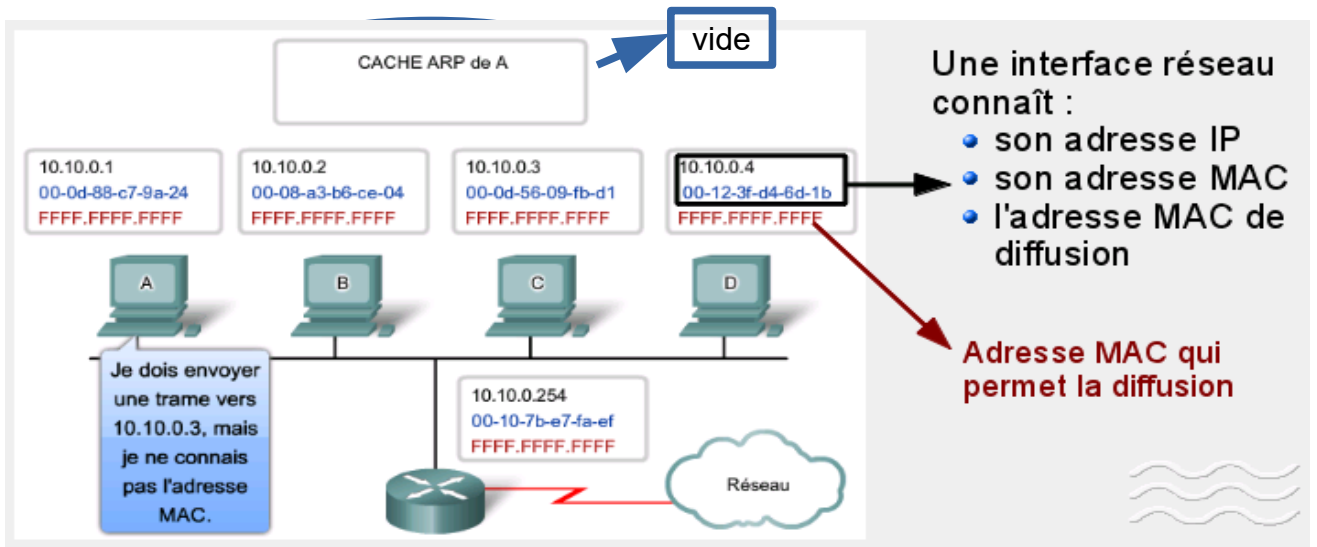 vide
CACHE ARP de A
10.10.0.1
00-0d-88-c7-9a-24
FFFF.FFFF.FFFF
10.10.0.2
00-08-a3-b6-ce-04
FFFF.FFFF.FFFF
10.10.0.3
00-0d-56-09-fb-d1
FFFF.FFFF.FFFF
10.10.0.4
00-12-3f-d4-6d-1b
FFFF.FFFF.FFFF
A
B
C
D
Je dois envoyer
une trame vers
10.10.0.3, mais
je ne connais
pas l'adresse
MAC.
10.10.0.254
00-10-7b-e7-fa-ef
FFFF.FFFF.FFFF
Réseau
Une interface réseau
connaît :
son adresse IP
son adresse MAC
l'adresse MAC de
diffusion
Adresse MAC qui
permet la diffusion